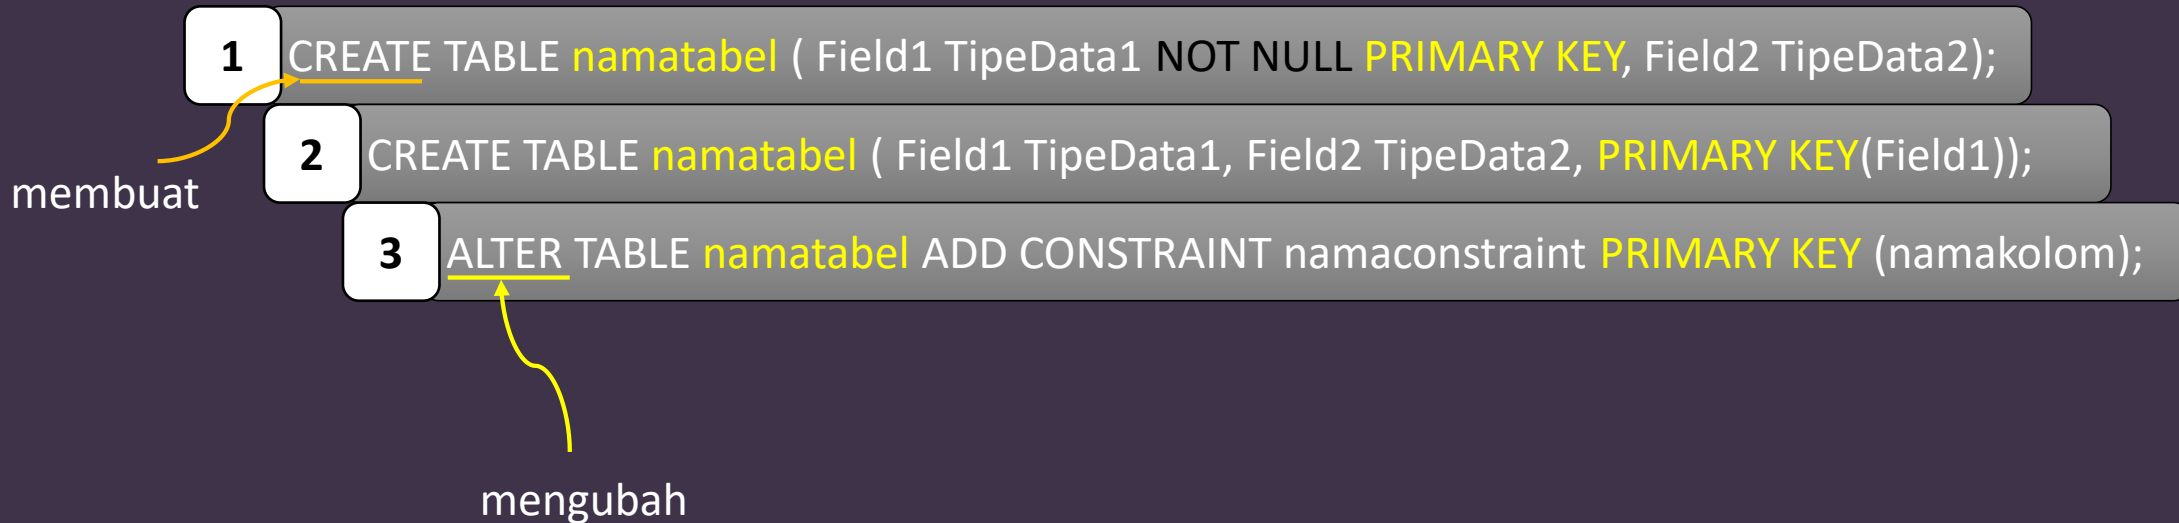 1 CREATE TABLE namatabel ( Field1 TipeData1 NOT NULL PRIMARY KEY, Field2 TipeData2);
2 CREATE TABLE namatabel ( Field1 TipeData1, Field2 TipeData2, PRIMARY KEY(Field1));
membuat
3 ALTER TABLE namatabel ADD CONSTRAINT namaconstraint PRIMARY KEY (namakolom);
mengubah